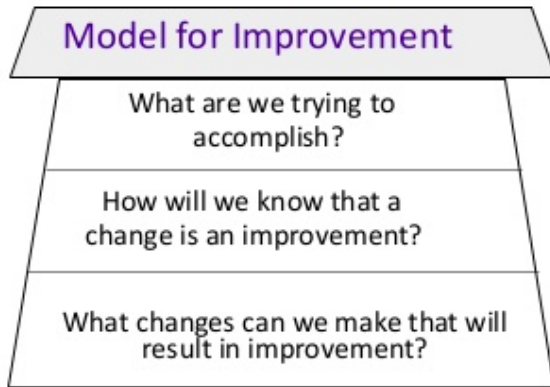 Model for Improvement
What are we trying to
accomplish?
How will we know that a
change is an improvement?
What changes can we make that will
result in improvement?